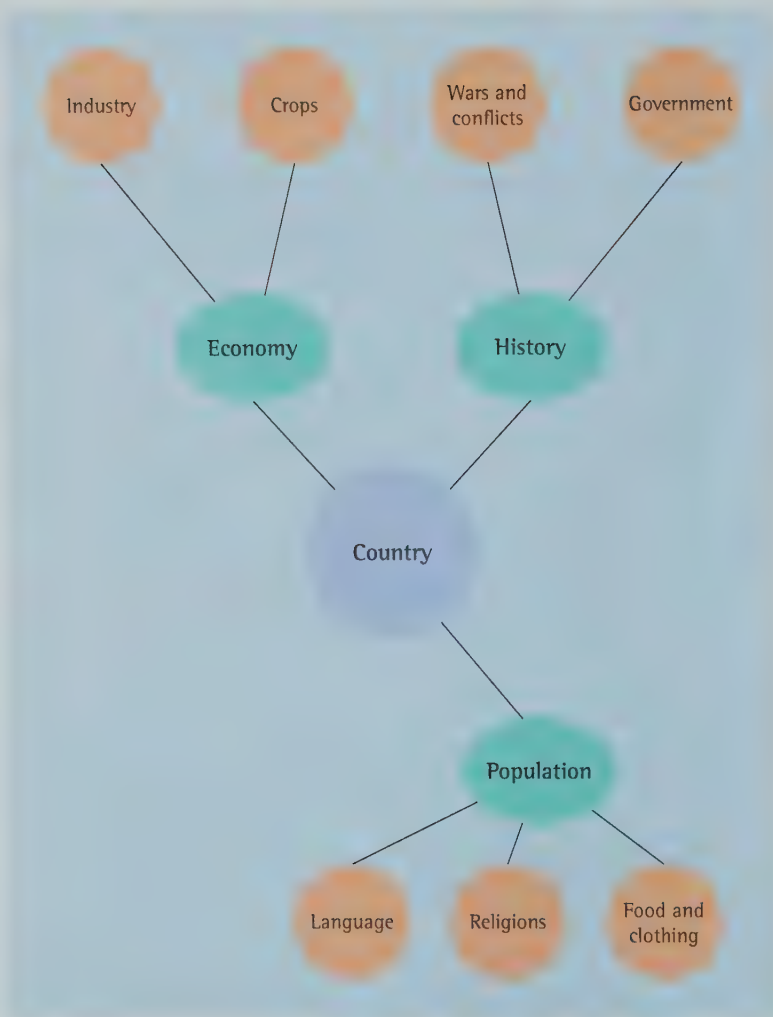 Industry
Crops
Wars and
conflicts
Government
Economy
History
Country
Population
Language
Religions
Food and
clothing